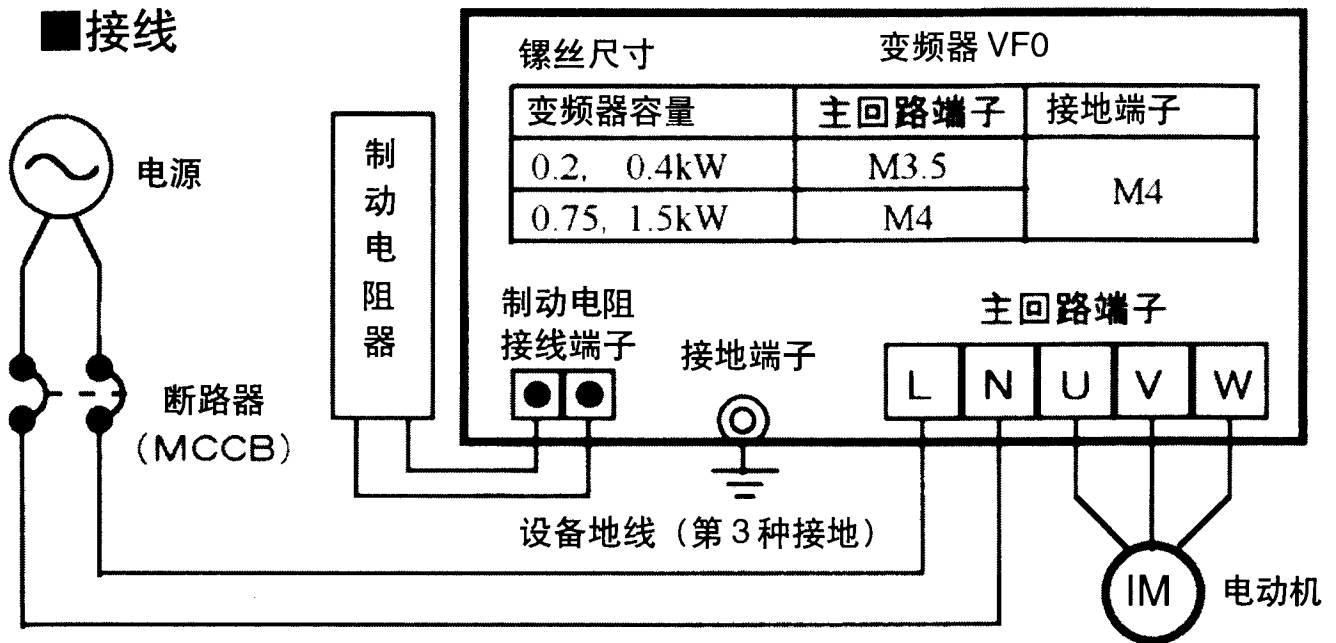 ■接线
镙丝尺寸
变频器 VF0
变频器容量 主回路端子 接地端子
0.2, 0.4kW M3.5 M4
0.75, 1.5kW M4
电源
制动电阻器
制动电阻
接线端子
接地端子
主回路端子
L N U V W
断路器
(MCCB)
设备地线(第3种接地)
IM
电动机